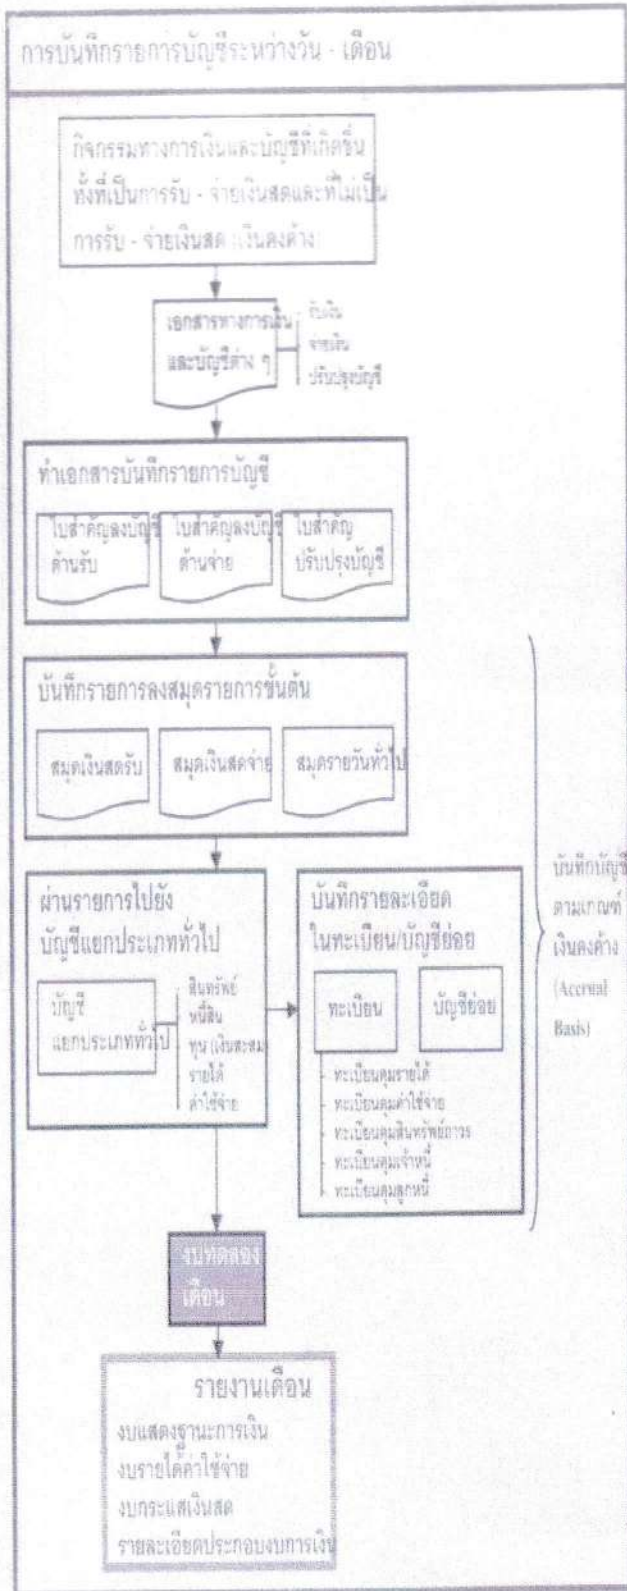 การบันทึกรายการบัญชีระหว่างวัน - เดือน
กิจกรรมทางการเงินและบัญชีที่เกิดขึ้น
ทั้งที่เป็นการรับ - จ่ายเงินสดและที่ไม่เป็น
การรับ - จ่ายเงินสด (เงินคงค้าง)
เอกสารทางการเงิน
และบัญชีต่าง ๆ
รับเงิน
จ่ายเงิน
ปรับปรุงบัญชี
ทำเอกสารบันทึกรายการบัญชี
ใบสำคัญลงบัญชี
ด้านรับ
ใบสำคัญลงบัญชี
ด้านจ่าย
ใบสำคัญ
ปรับปรุงบัญชี
บันทึกรายการลงสมุดรายการขั้นต้น
สมุดเงินสดรับ
สมุดเงินสดจ่าย
สมุดรายวันทั่วไป
ผ่านรายการไปยัง
บัญชีแยกประเภททั่วไป
บัญชี
แยกประเภททั่วไป
สินทรัพย์
หนี้สิน
ทุน (เงินสะสม)
รายได้
ค่าใช้จ่าย
บันทึกรายละเอียด
ในทะเบียน/บัญชีย่อย
ทะเบียน
บัญชีย่อย
- ทะเบียนคุมรายได้
- ทะเบียนคุมค่าใช้จ่าย
- ทะเบียนคุมสินทรัพย์ถาวร
- ทะเบียนคุมเจ้าหนี้
- ทะเบียนคุมลูกหนี้
บันทึกบัญชี
ตามเกณฑ์
เงินคงค้าง
(Accrual
Basis)
งบทดลอง
เดือน
รายงานเดือน
งบแสดงฐานะการเงิน
งบรายได้ค่าใช้จ่าย
งบกระแสเงินสด
รายละเอียดประกอบงบการเงิน